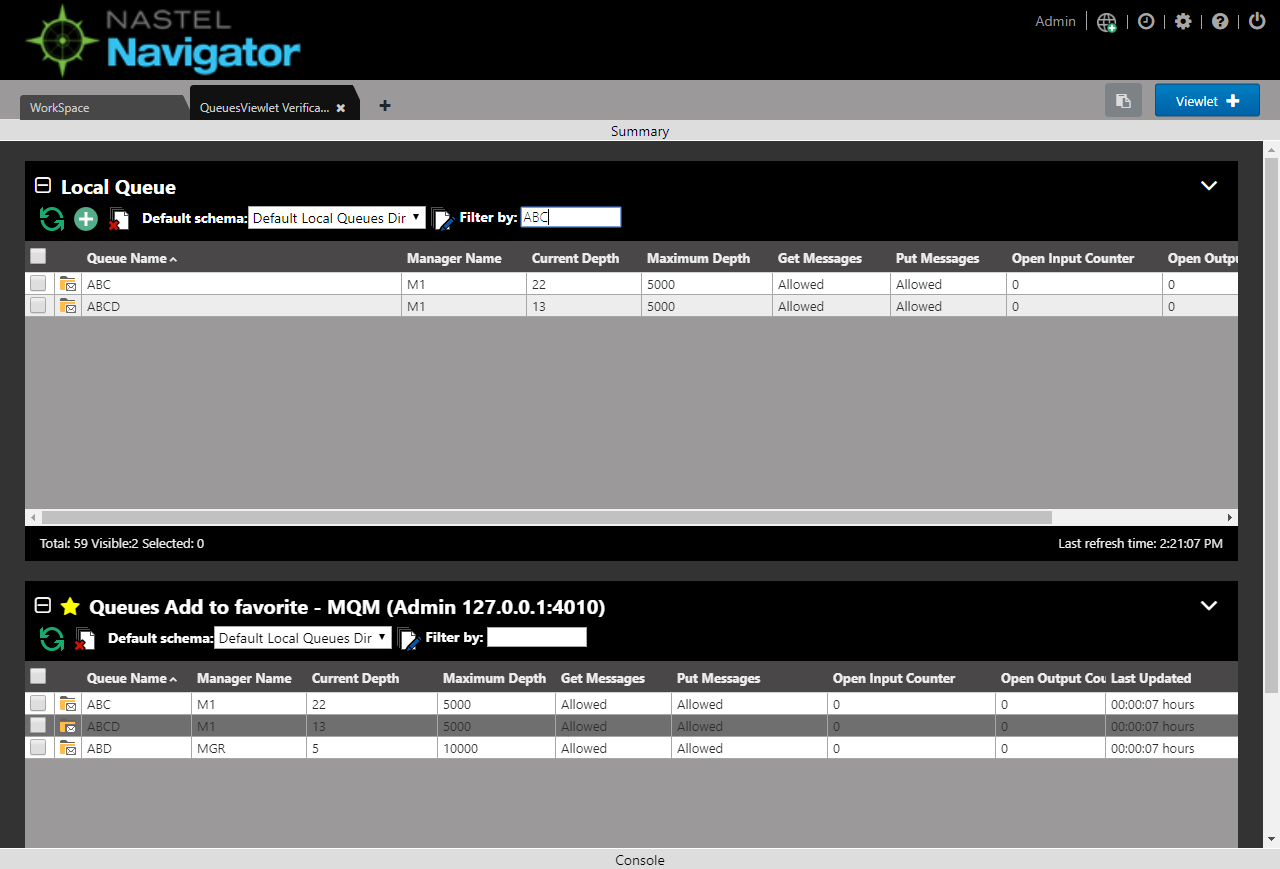 NASTEL
Navigator
Admin
WorkSpace
QueuesViewlet Verifica...
Viewlet
Summary
Local Queue
Default schema: Default Local Queues Dir Filter by: ABC
Queue Name Manager Name Current Depth Maximum Depth Get Messages Put Messages Open Input Counter Open Outpu
ABC M1 22 5000 Allowed Allowed 0 0
ABCD M1 13 5000 Allowed Allowed 0 0
Total: 59 Visible:2 Selected: 0 Last refresh time: 2:21:07 PM
Queues Add to favorite - MQM (Admin 127.0.0.1:4010)
Default schema: Default Local Queues Dir Filter by:
Queue Name Manager Name Current Depth Maximum Depth Get Messages Put Messages Open Input Counter Open Output Cou Last Updated
ABC M1 22 5000 Allowed Allowed 0 0 00:00:07 hours
ABCD M1 13 5000 Allowed Allowed 0 0 00:00:07 hours
ABD MGR 5 10000 Allowed Allowed 0 0 00:00:07 hours
Console